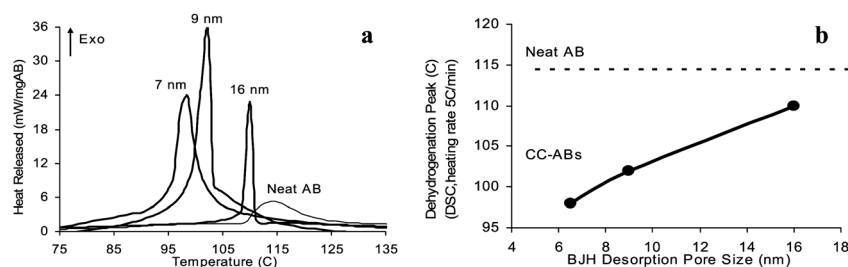 a
Exo
9 nm
7 nm
16 nm
Neat AB
Heat Released (mW/mgAB)
36
30
24
18
12
6
0
75
85
95
105
115
125
135
Temperature (C)
b
Neat AB
CC-ABs
Dehydrogenation Peak (C)
(DSC,heating rate 5C/min)
120
115
110
105
100
95
4
6
8
10
12
14
16
18
BJH Desorption Pore Size (nm)